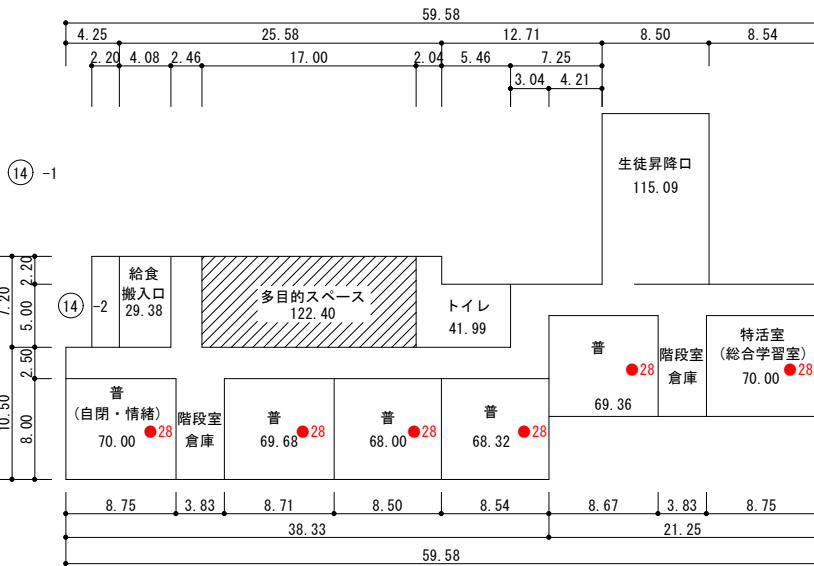 59.58
4.25 25.58 12.71 8.50 8.54
2.20 4.08 2.46 17.00 2.04 5.46 7.25
3.04 4.21
14 -1
生徒昇降口
115.09
7.20
2.20
5.00
14 -2
給食
搬入口
29.38
多目的スペース
122.40
トイレ
41.99
10.50
2.50
8.00
普
(自閉・情緒)
70.00 28
階段室
倉庫
普
69.68 28
普
68.00 28
普
68.32 28
普
28
69.36
階段室
倉庫
特活室
(総合学習室)
70.00 28
8.75 3.83 8.71 8.50 8.54 8.67 3.83 8.75
38.33 21.25
59.58